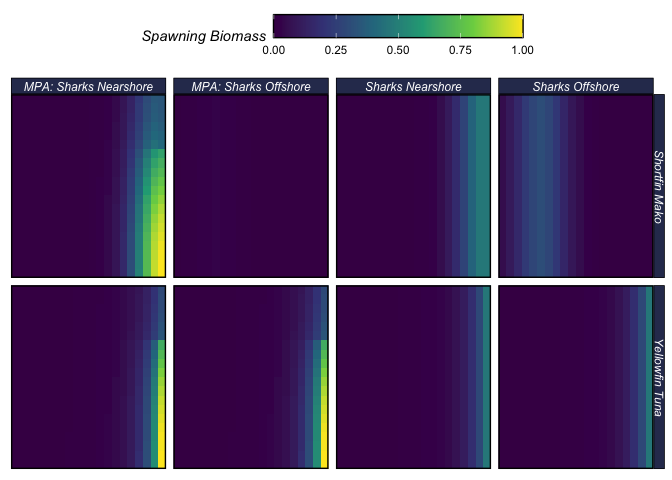 Spawning Biomass
0.00 0.25 0.50 0.75 1.00
MPA: Sharks Nearshore MPA: Sharks Offshore Sharks Nearshore Sharks Offshore
Shortfin Mako
Yellowfin Tuna